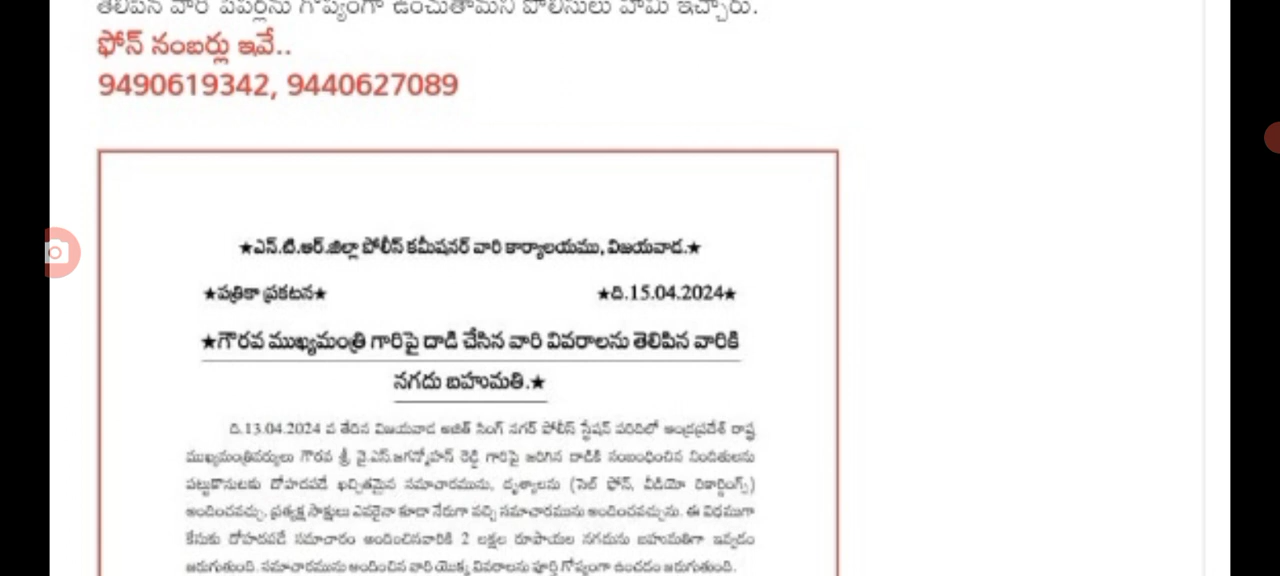 తెలిపిన వారి పేర్లను గోప్యంగా ఉంచుతామని పోలీసులు హామీ ఇచ్చారు.
ఫోన్ నంబర్లు ఇవే..
9490619342, 9440627089
★ఎన్.టి.ఆర్.జిల్లా పోలీస్ కమీషనర్ వారి కార్యాలయము, విజయవాడ.★
★పత్రికా ప్రకటన★ ★ది.15.04.2024★
★గౌరవ ముఖ్యమంత్రి గారిపై దాడి చేసిన వారి వివరాలను తెలిపిన వారికి
నగదు బహుమతి.★
ది.13.04.2024 వ తేదిన విజయవాడ అజిత్ సింగ్ నగర్ పోలీస్ స్టేషన్ పరిదిలో ఆంద్రప్రదేశ్ రాష్ట్ర
ముఖ్యమంత్రివర్యులు గౌరవ శ్రీ వై.ఎస్.జగన్మోహన్ రెడ్డి గారిపై జరిగిన దాడికి సంబంధించిన నిందితులను
పట్టుకొనుటకు దోహదపడే ఖచ్చితమైన సమాచారమును, దృశ్యాలను (సెల్ ఫోన్, వీడియో రికార్డింగ్స్)
అందించవచ్చు. ప్రత్యక్ష సాక్షులు ఎవరైనా కూడా నేరుగా వచ్చి సమాచారమును అందించవచ్చును. ఈ విధముగా
కేసుకు దోహదపడే సమాచారం అందించినవారికి 2 లక్షల రూపాయల నగదును బహుమతిగా ఇవ్వడం
జరుగుతుంది. సమాచారమును అందించిన వారి యొక్క వివరాలను పూర్తి గోప్యంగా ఉంచడం జరుగుతుంది.